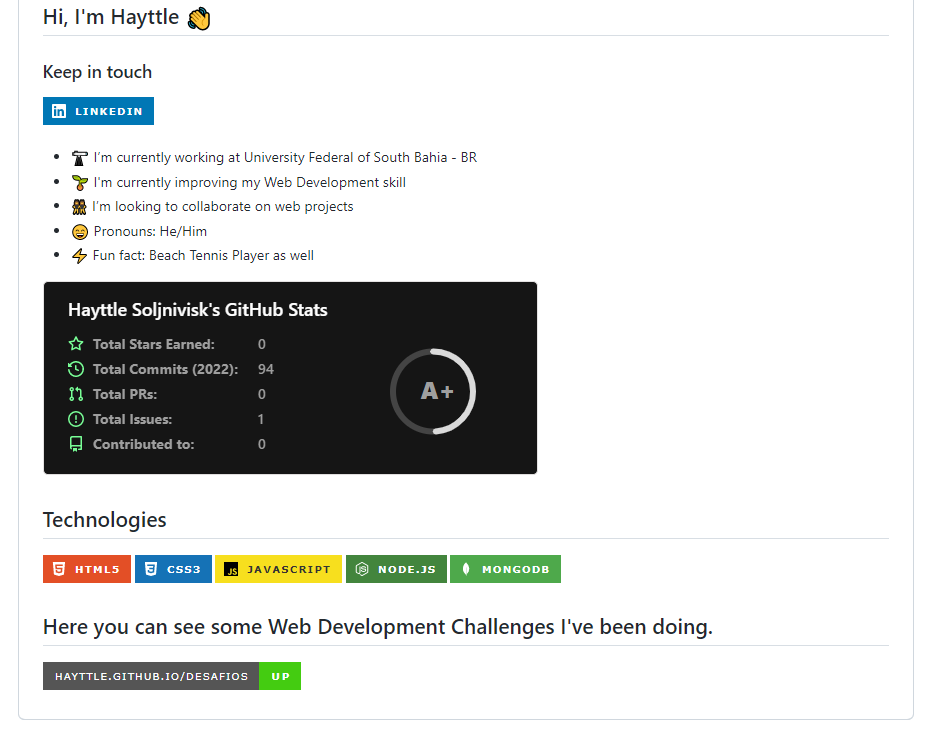 Hi, I'm Hayttle 👋
Keep in touch
LINKEDIN
I’m currently working at University Federal of South Bahia - BR
I'm currently improving my Web Development skill
I’m looking to collaborate on web projects
Pronouns: He/Him
Fun fact: Beach Tennis Player as well
Hayttle Soljnivisk's GitHub Stats
Total Stars Earned: 0
Total Commits (2022): 94
Total PRs: 0
Total Issues: 1
Contributed to: 0
A+
Technologies
HTML5 CSS3 JS JAVASCRIPT NODE.JS MONGODB
Here you can see some Web Development Challenges I've been doing.
HAYTTLE.GITHUB.IO/DESAFIOS UP